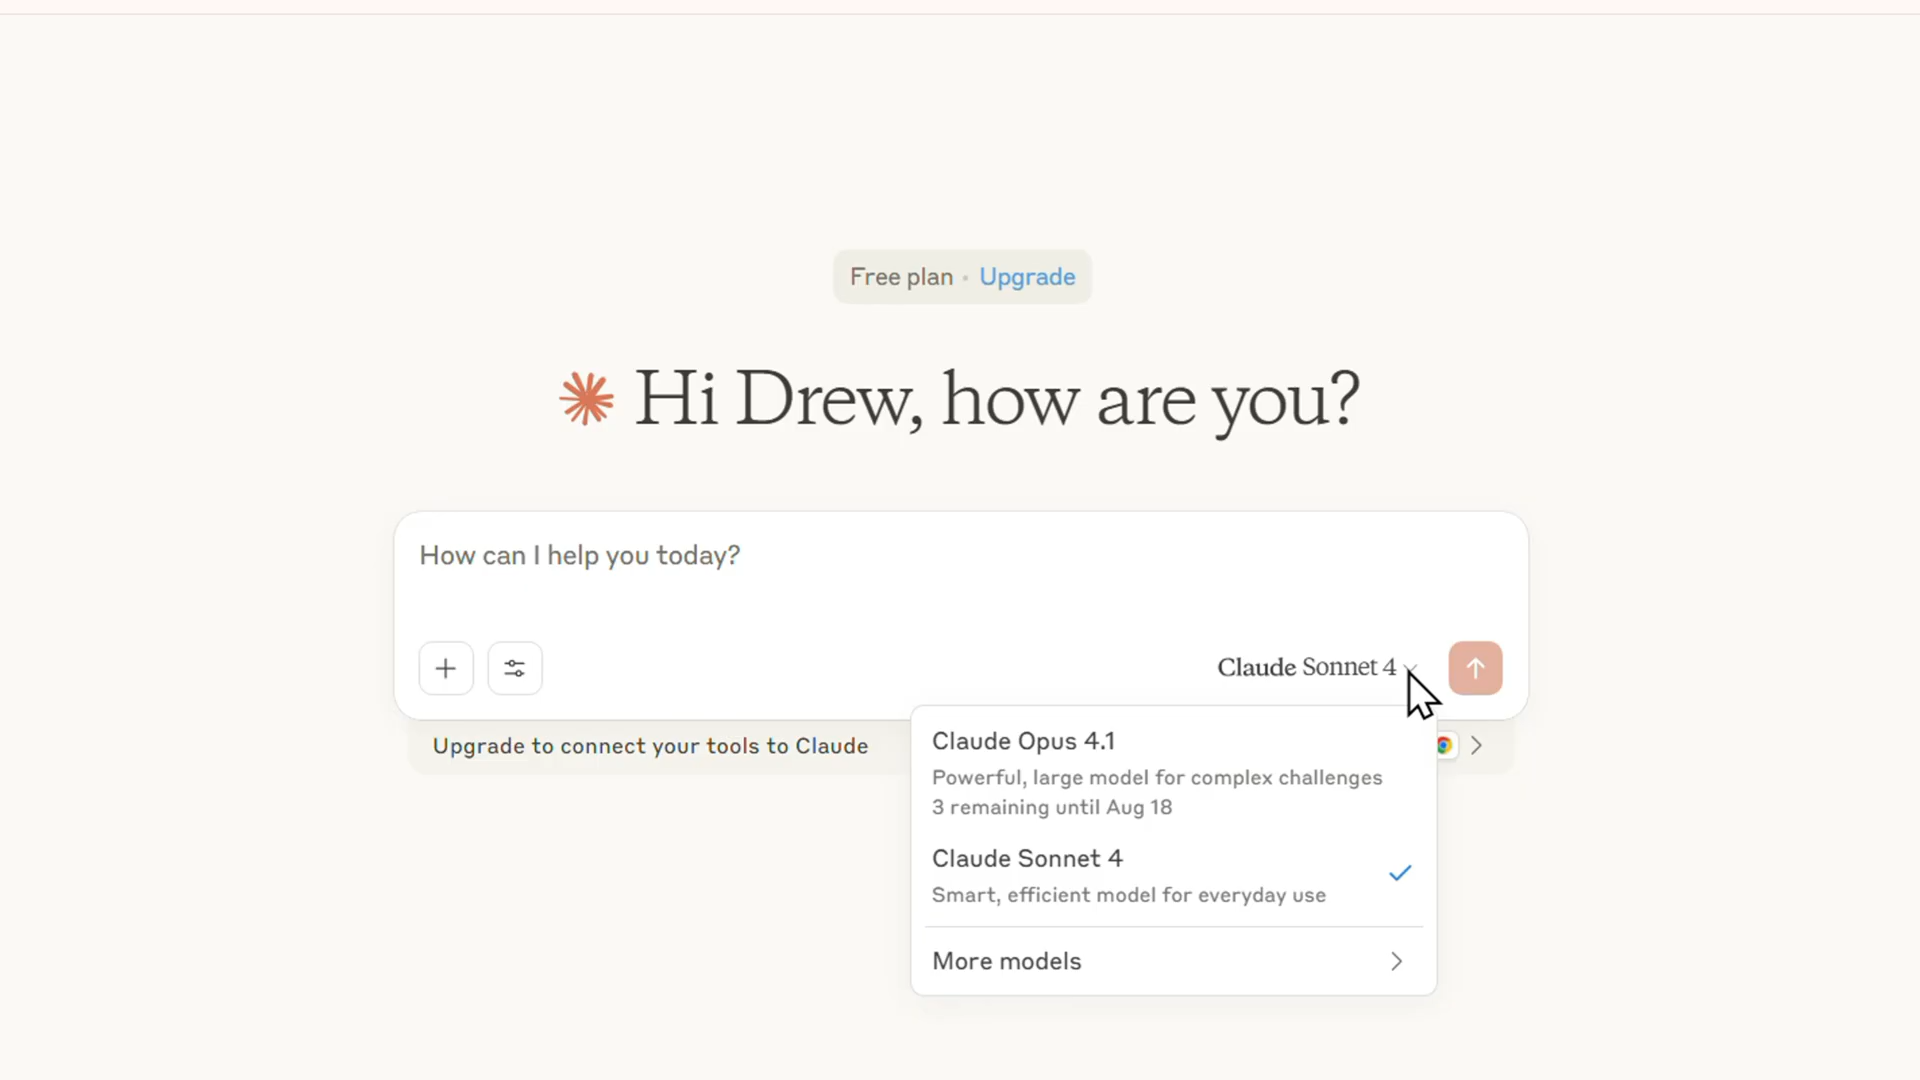 Free plan • Upgrade
Hi Drew, how are you?
How can I help you today?
Claude Sonnet 4
Upgrade to connect your tools to Claude
Claude Opus 4.1
Powerful, large model for complex challenges
3 remaining until Aug 18
Claude Sonnet 4
Smart, efficient model for everyday use
More models